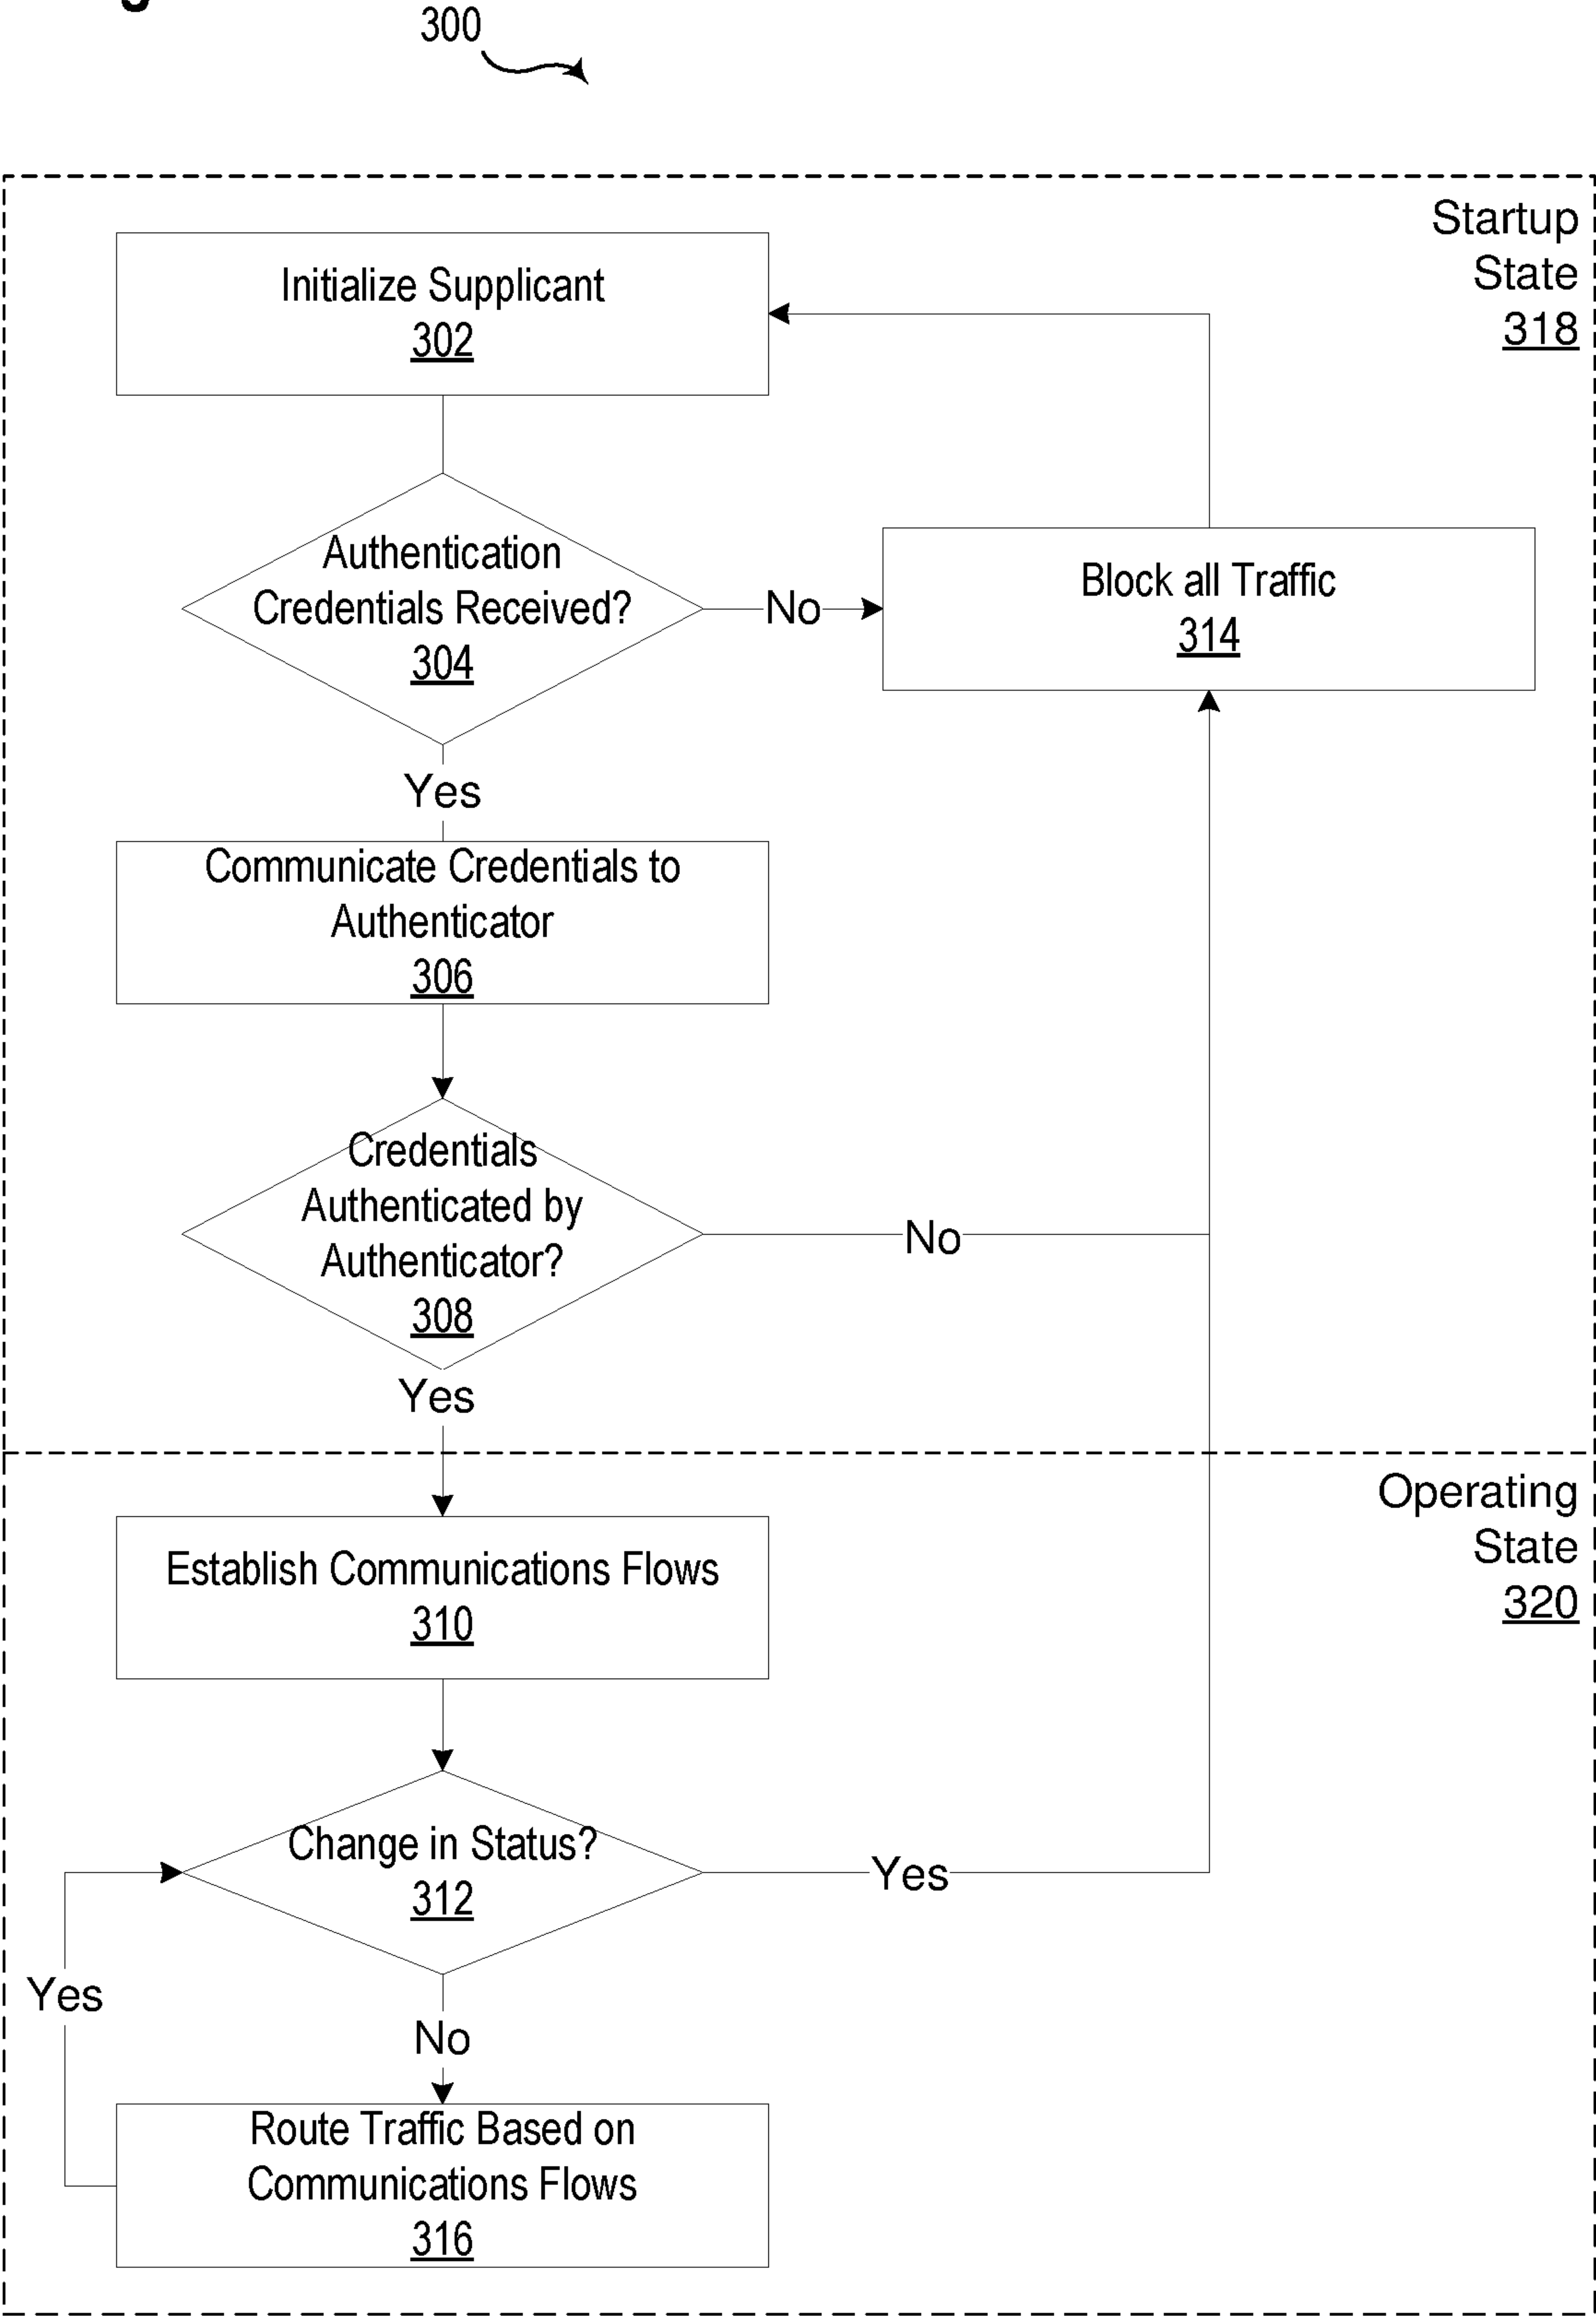 300
Startup
State
318
Initialize Supplicant
302
Authentication
Credentials Received?
304
No
Block all Traffic
314
Yes
Communicate Credentials to
Authenticator
306
Credentials
Authenticated by
Authenticator?
308
No
Yes
Operating
State
320
Establish Communications Flows
310
Change in Status?
312
Yes
Yes
No
Route Traffic Based on
Communications Flows
316